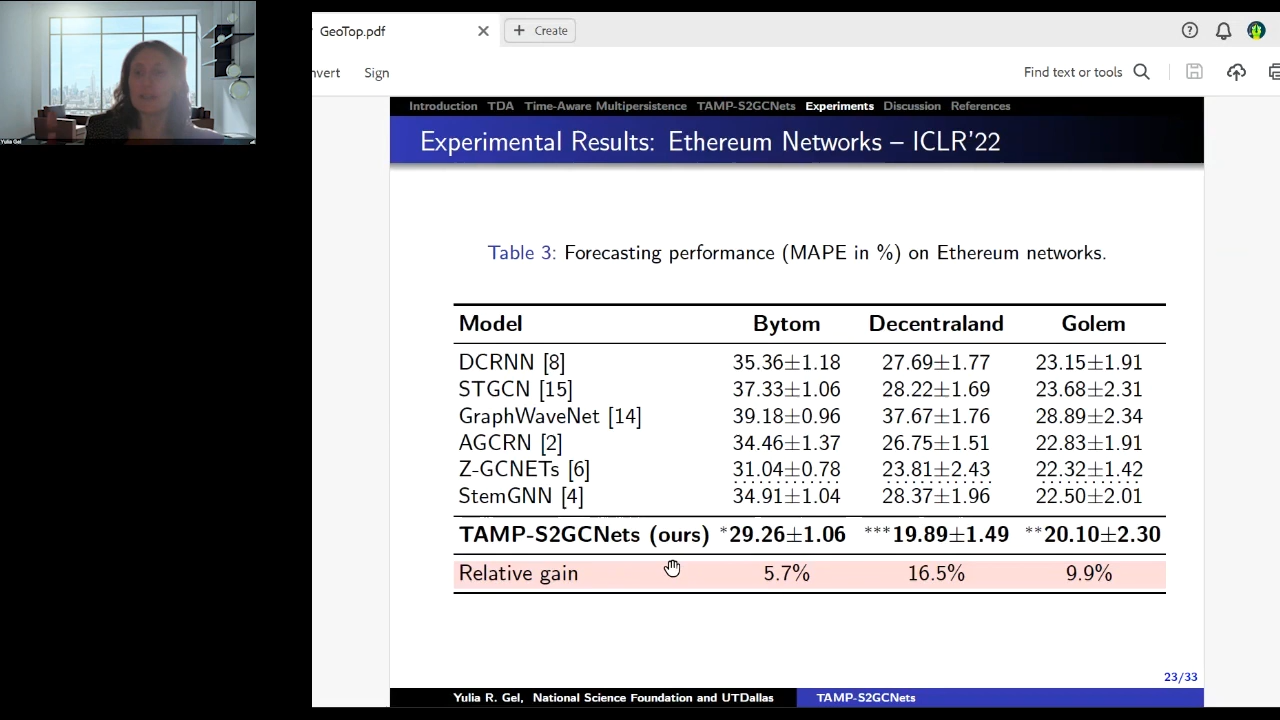 GeoTop.pdf
Create
nvert
Sign
Find text or tools
Yulia Gel
Introduction TDA Time-Aware Multipersistence TAMP-S2GCNets Experiments Discussion References
Experimental Results: Ethereum Networks – ICLR'22
Table 3: Forecasting performance (MAPE in %) on Ethereum networks.
Model Bytom Decentraland Golem
DCRNN [8] 35.36±1.18 27.69±1.77 23.15±1.91
STGCN [15] 37.33±1.06 28.22±1.69 23.68±2.31
GraphWaveNet [14] 39.18±0.96 37.67±1.76 28.89±2.34
AGCRN [2] 34.46±1.37 26.75±1.51 22.83±1.91
Z-GCNETs [6] 31.04±0.78 23.81±2.43 22.32±1.42
StemGNN [4] 34.91±1.04 28.37±1.96 22.50±2.01
TAMP-S2GCNets (ours) *29.26±1.06 ***19.89±1.49 **20.10±2.30
Relative gain 5.7% 16.5% 9.9%
23/33
Yulia R. Gel, National Science Foundation and UTDallas TAMP-S2GCNets